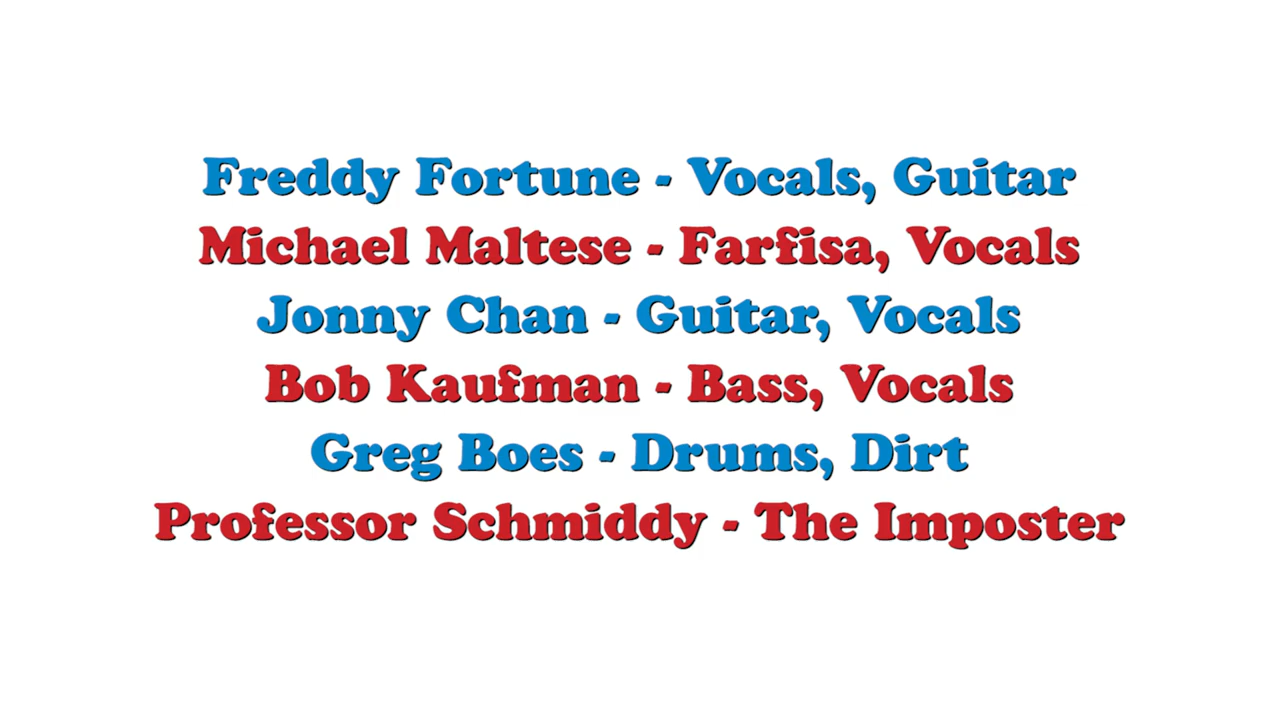 Freddy Fortune - Vocals, Guitar
Michael Maltese - Farfisa, Vocals
Jonny Chan - Guitar, Vocals
Bob Kaufman - Bass, Vocals
Greg Boes - Drums, Dirt
Professor Schmiddy - The Imposter